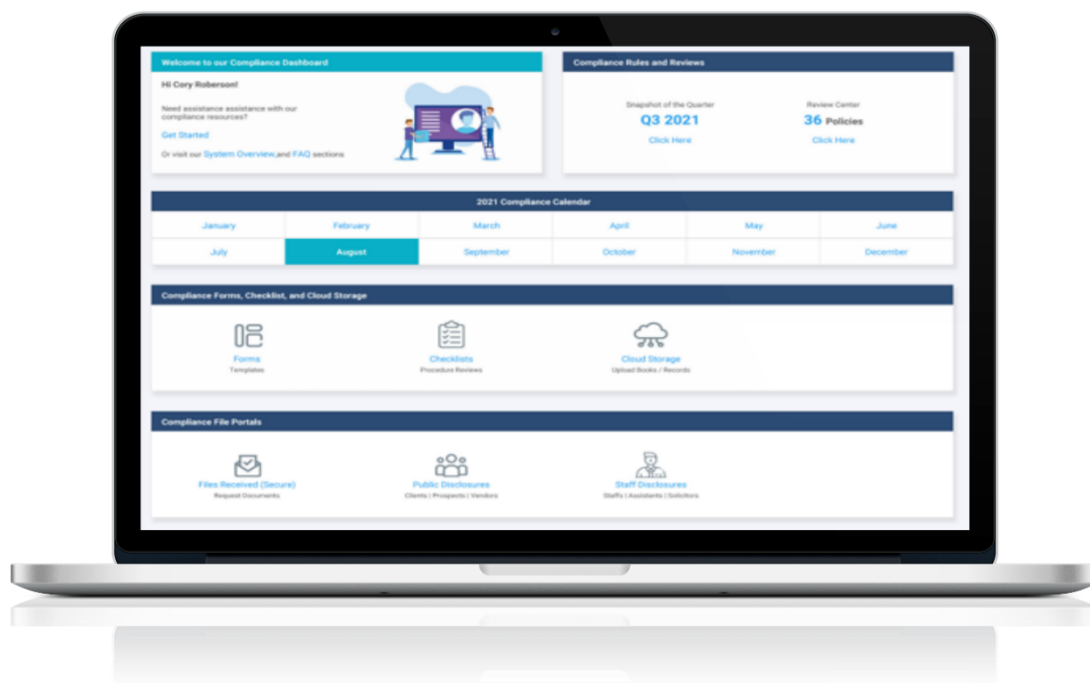 Welcome to our Compliance Dashboard
Hi Cory Roberson!
Need assistance assistance with our
compliance resources?
Get Started
Or visit our System Overview,and FAQ sections
Compliance Rules and Reviews
Snapshot of the Quarter
Q3 2021
Click Here
Review Center
36 Policies
Click Here
2021 Compliance Calendar
January February March April May June
July August September October November December
Compliance Forms, Checklist, and Cloud Storage
Forms
Templates
Checklists
Procedure Reviews
Cloud Storage
Upload Books / Records
Compliance File Portals
Files Received (Secure)
Request Documents
Public Disclosures
Clients | Prospects | Vendors
Staff Disclosures
Staffs | Assistants | Solicitors